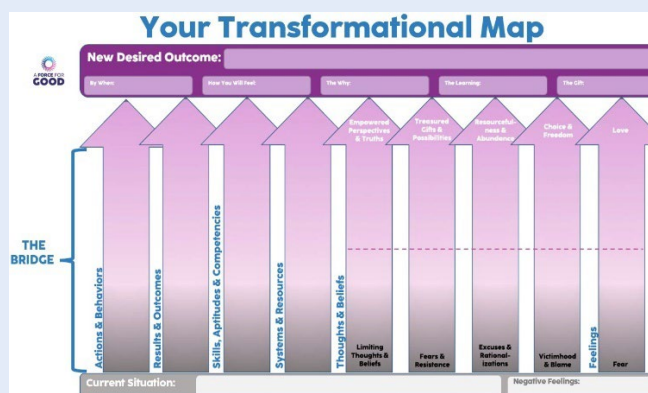 Your Transformational Map
A FORCE FOR
GOOD
New Desired Outcome:
By When:
How You Will Feel:
The Why:
The Learning:
The Gift:
Empowered
Perspectives
& Truths
Treasured
Gifts &
Possibilities
Resourceful-
ness &
Abundance
Choice &
Freedom
Love
THE
BRIDGE
Actions & Behaviors
Results & Outcomes
Skills, Aptitudes & Competencies
Systems & Resources
Thoughts & Beliefs
Feelings
Limiting
Thoughts &
Beliefs
Fears &
Resistance
Excuses &
Rational-
izations
Victimhood
& Blame
Fear
Current Situation:
Negative Feelings: